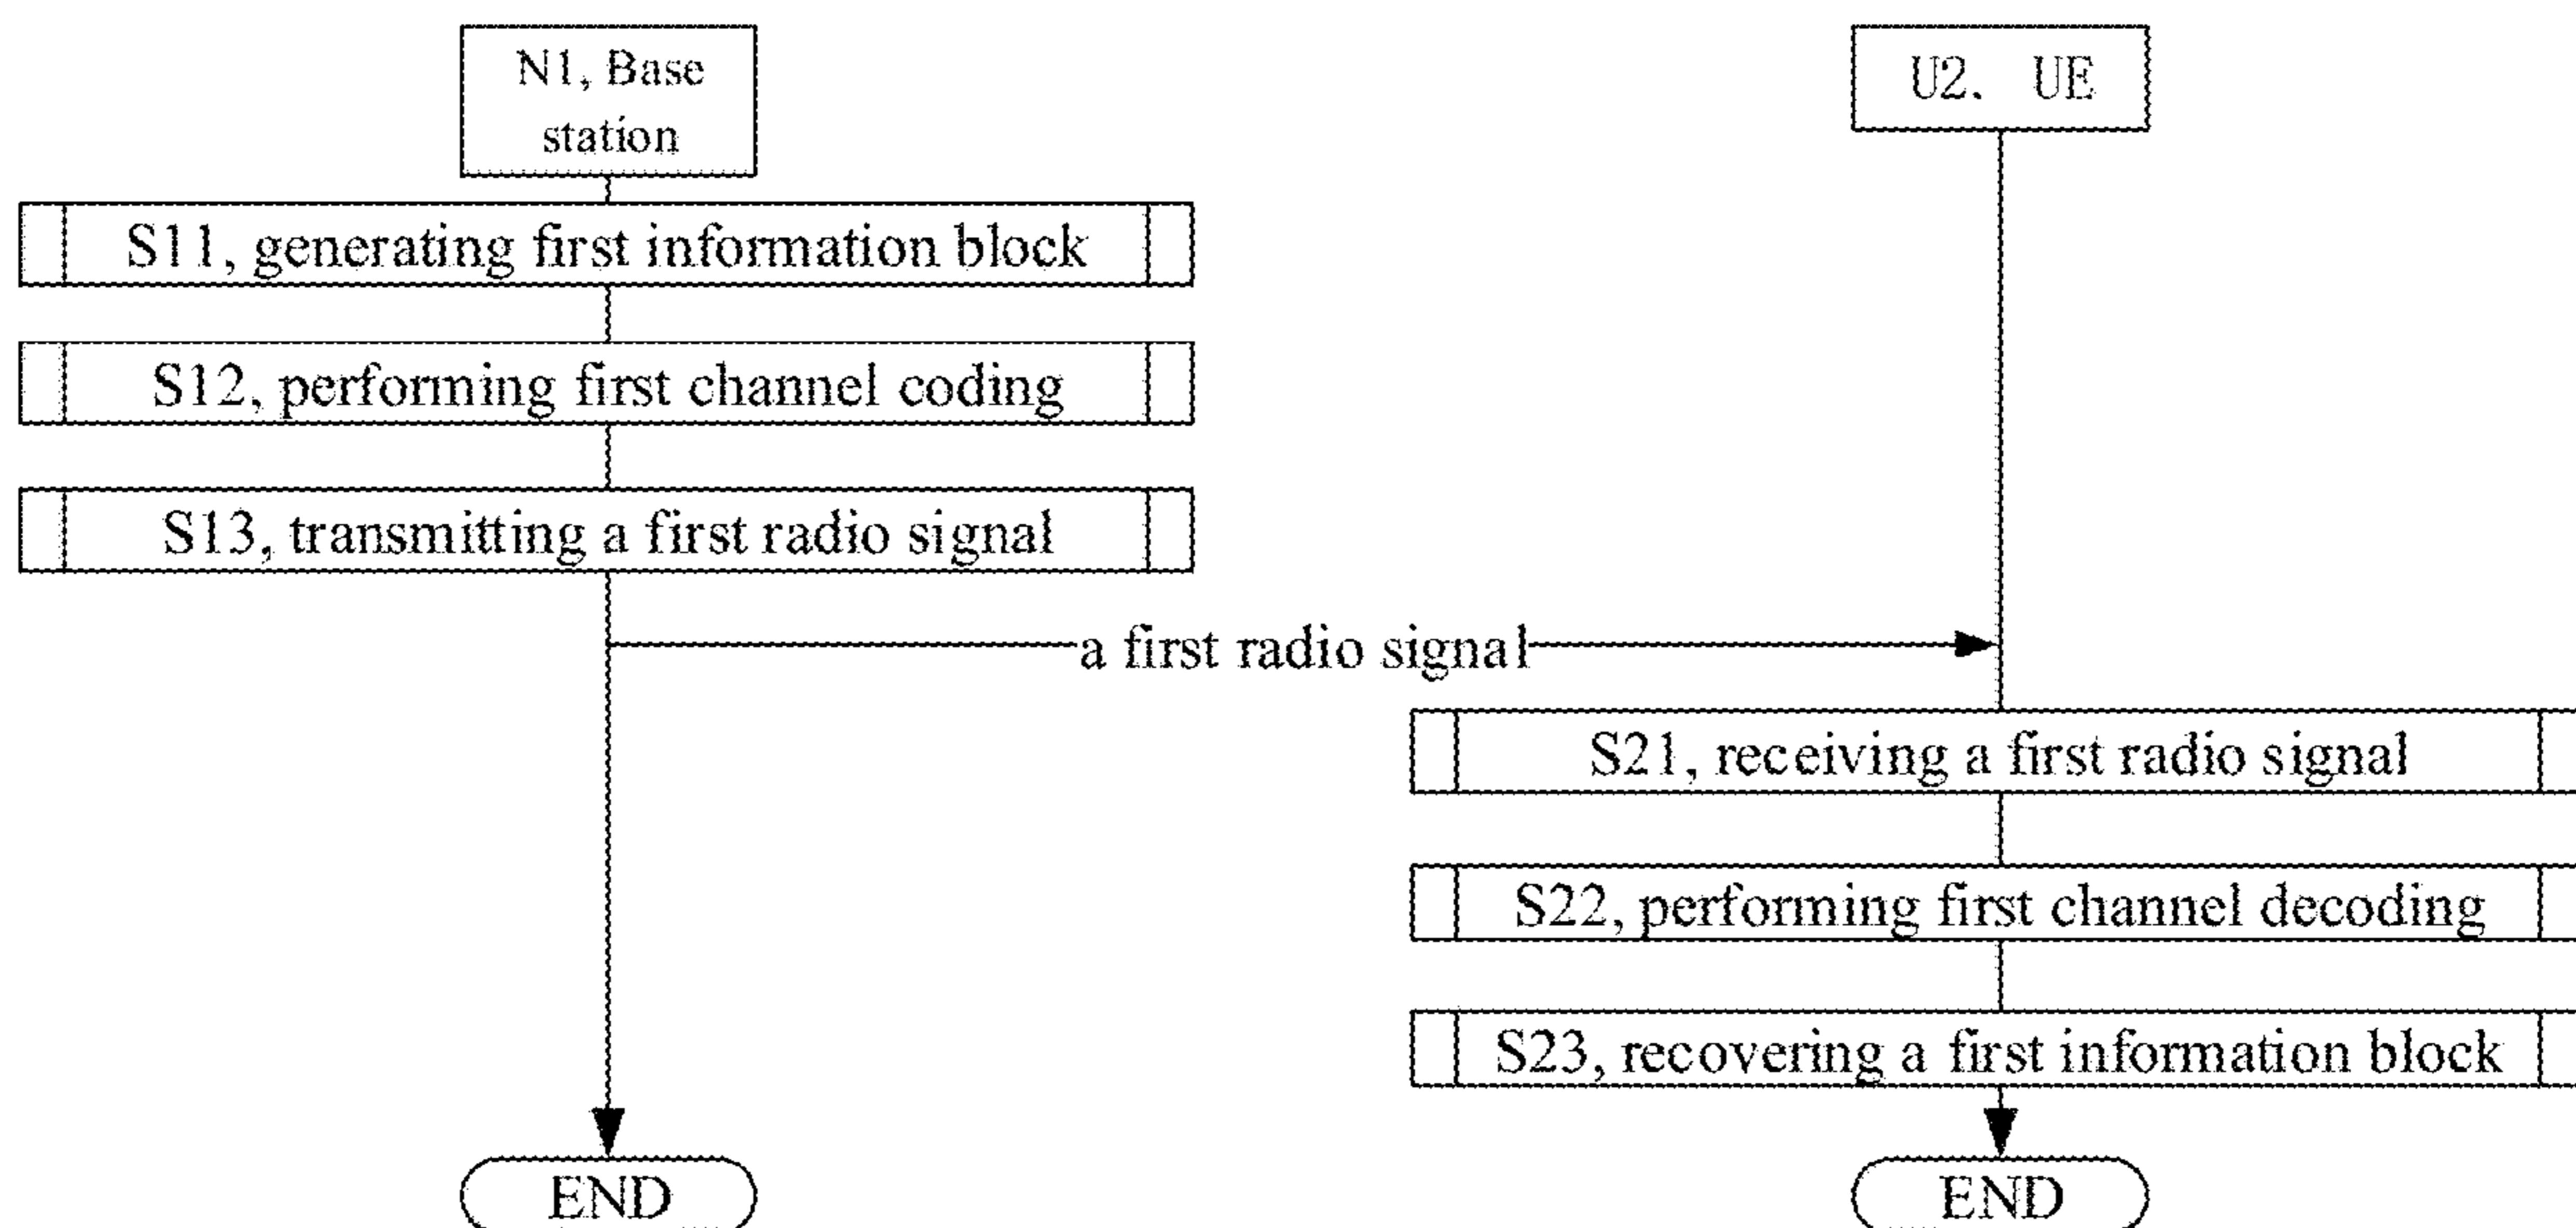 N1, Base
station
U2. UE
S11, generating first information block
S12, performing first channel coding
S13, transmitting a first radio signal
a first radio signal
S21, receiving a first radio signal
S22, performing first channel decoding
S23, recovering a first information block
END
END